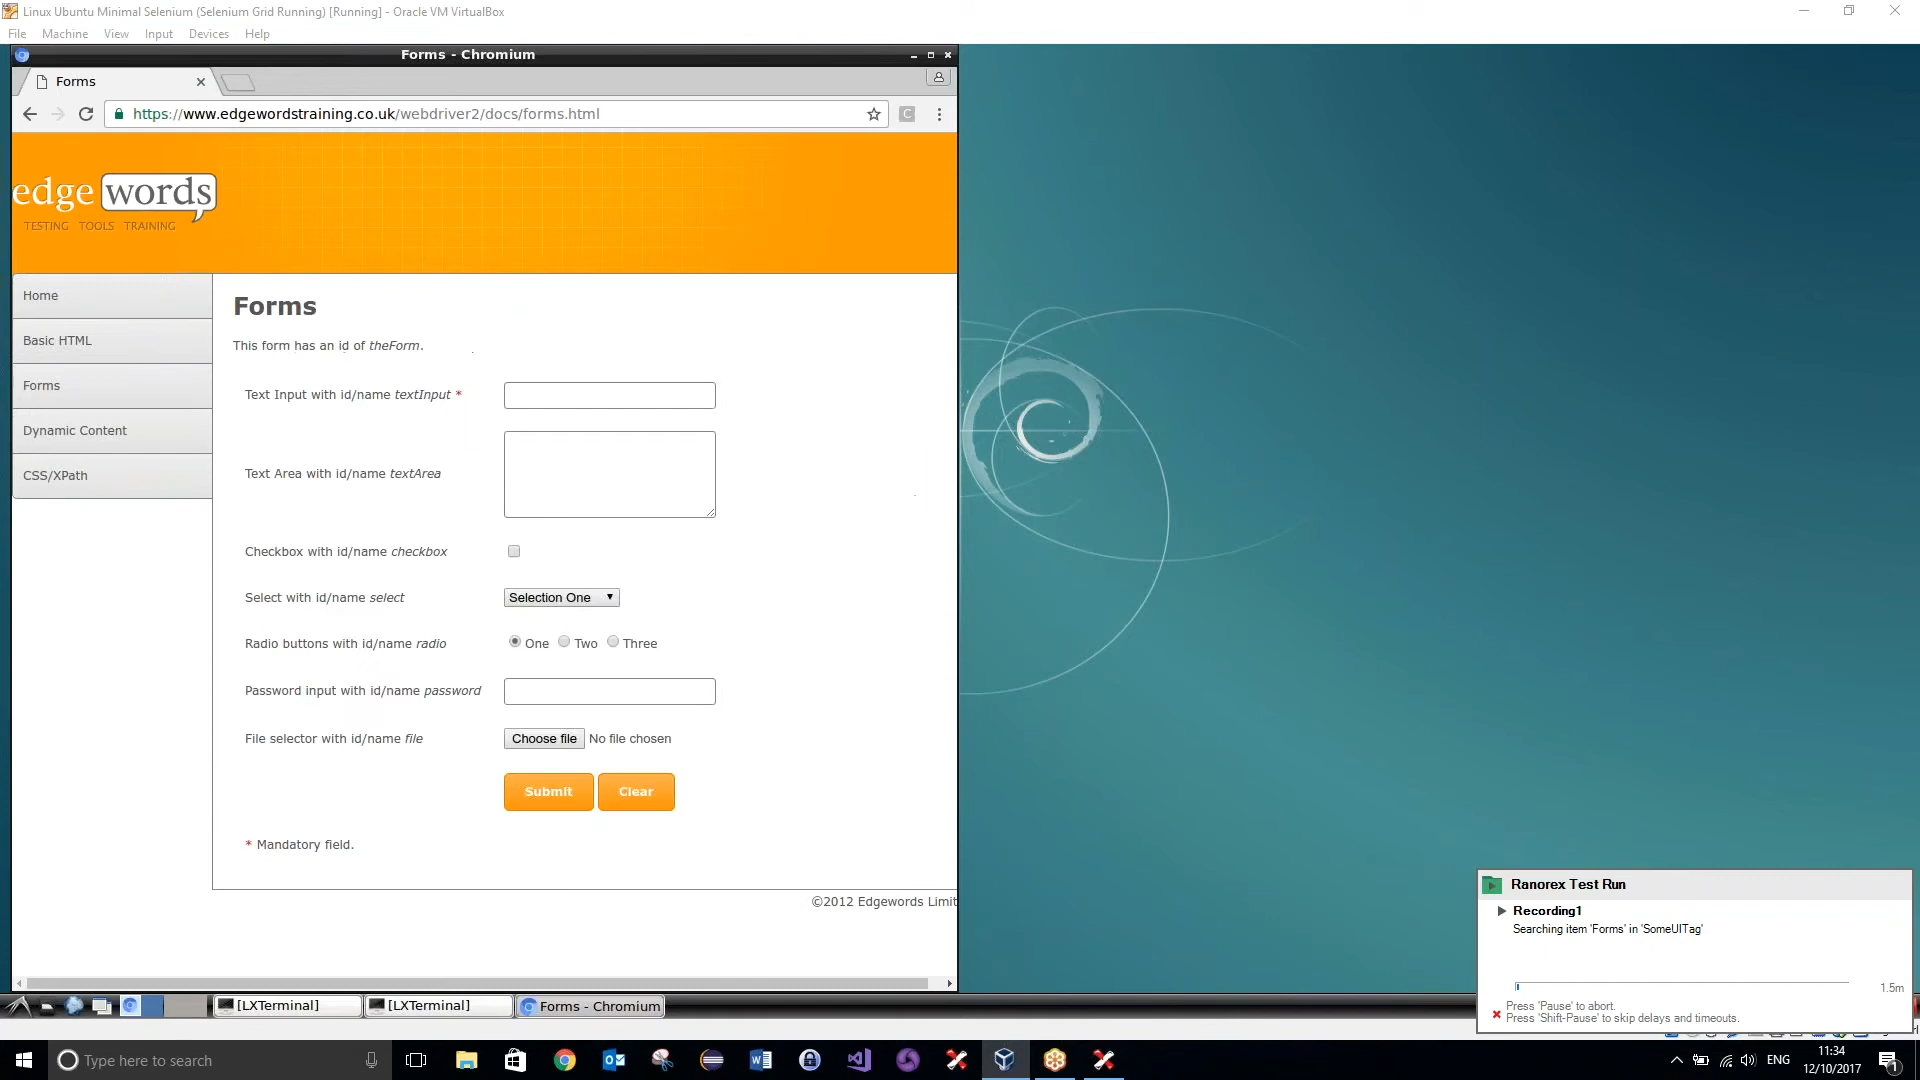 Linux Ubuntu Minimal Selenium (Selenium Grid Running) [Running] - Oracle VM VirtualBox
File Machine View Input Devices Help
Forms - Chromium
Forms
https://www.edgewordstraining.co.uk/webdriver2/docs/forms.html
C
edge words
TESTING TOOLS TRAINING
Home
Basic HTML
Forms
Dynamic Content
CSS/XPath
Forms
This form has an id of theForm.
Text Input with id/name textInput *
Text Area with id/name textArea
Checkbox with id/name checkbox
Select with id/name select
Selection One
Radio buttons with id/name radio
One Two Three
Password input with id/name password
File selector with id/name file
Choose file No file chosen
Submit Clear
* Mandatory field.
©2012 Edgewords Limit
Ranorex Test Run
Recording1
Searching item 'Forms' in 'SomeUITag'
1.5m
Press 'Pause' to abort.
Press 'Shift-Pause' to skip delays and timeouts.
[LXTerminal] [LXTerminal] Forms - Chromium
Type here to search
ENG
11:34
12/10/2017
1